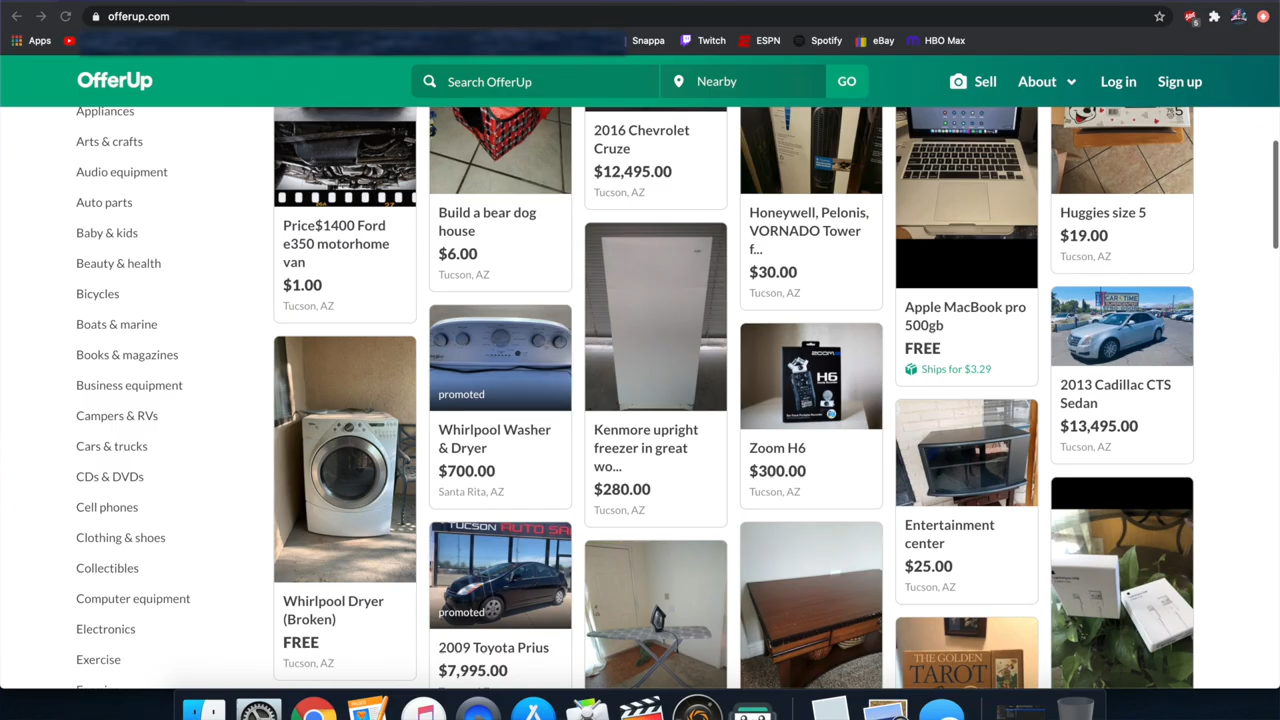 offerup.com
Apps
Snappa
Twitch
ESPN
Spotify
eBay
HBO Max
OfferUp
Search OfferUp
Nearby
GO
Sell
About
Log in
Sign up
Appliances
Arts & crafts
Audio equipment
Auto parts
Baby & kids
Beauty & health
Bicycles
Boats & marine
Books & magazines
Business equipment
Campers & RVs
Cars & trucks
CDs & DVDs
Cell phones
Clothing & shoes
Collectibles
Computer equipment
Electronics
Exercise
Price$1400 Ford
e350 motorhome
van
$1.00
Tucson, AZ
Whirlpool Dryer
(Broken)
FREE
Tucson, AZ
Build a bear dog
house
$6.00
Tucson, AZ
promoted
Whirlpool Washer
& Dryer
$700.00
Santa Rita, AZ
TUCSON AUTO SA
promoted
2009 Toyota Prius
$7,995.00
2016 Chevrolet
Cruze
$12,495.00
Tucson, AZ
Kenmore upright
freezer in great
wo...
$280.00
Tucson, AZ
Honeywell, Pelonis,
VORNADO Tower
f...
$30.00
Tucson, AZ
ZOOM
H6
Zoom H6
$300.00
Tucson, AZ
Apple MacBook pro
500gb
FREE
Ships for $3.29
Entertainment
center
$25.00
Tucson, AZ
THE GOLDEN
TAROT
Huggies size 5
$19.00
Tucson, AZ
CAR TIME
2013 Cadillac CTS
Sedan
$13,495.00
Tucson, AZ